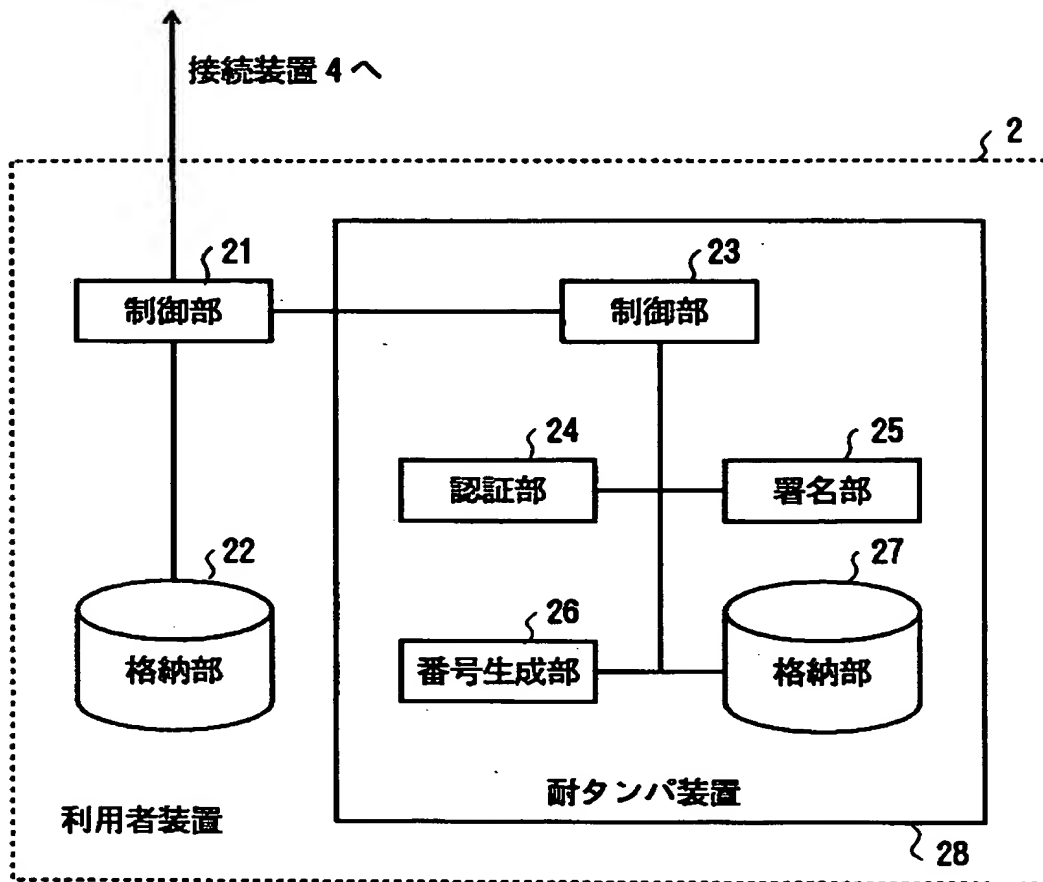 接続装置4へ
2
21
制御部
23
制御部
24
認証部
25
署名部
22
格納部
26
番号生成部
27
格納部
耐タンパ装置
利用者装置
28